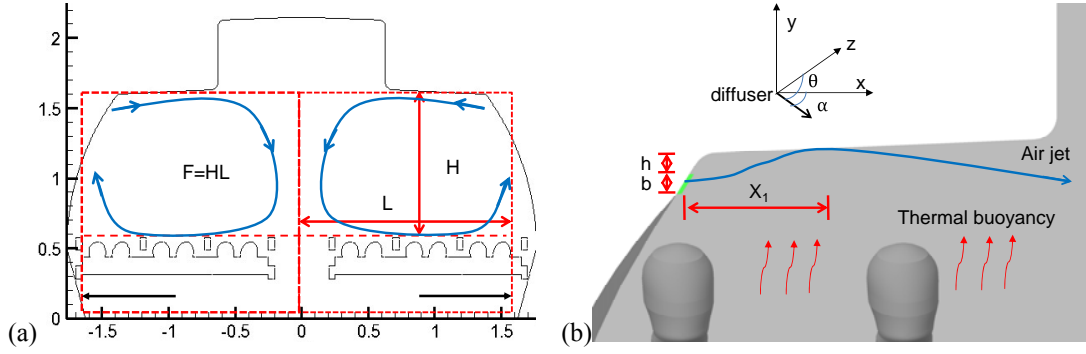 2
1.5
1
0.5
0
-1.5
-1
-0.5
0
0.5
1
1.5
F=HL
H
L
(a)
y
z
θ
x
diffuser
α
h
b
X₁
Air jet
Thermal buoyancy
(b)